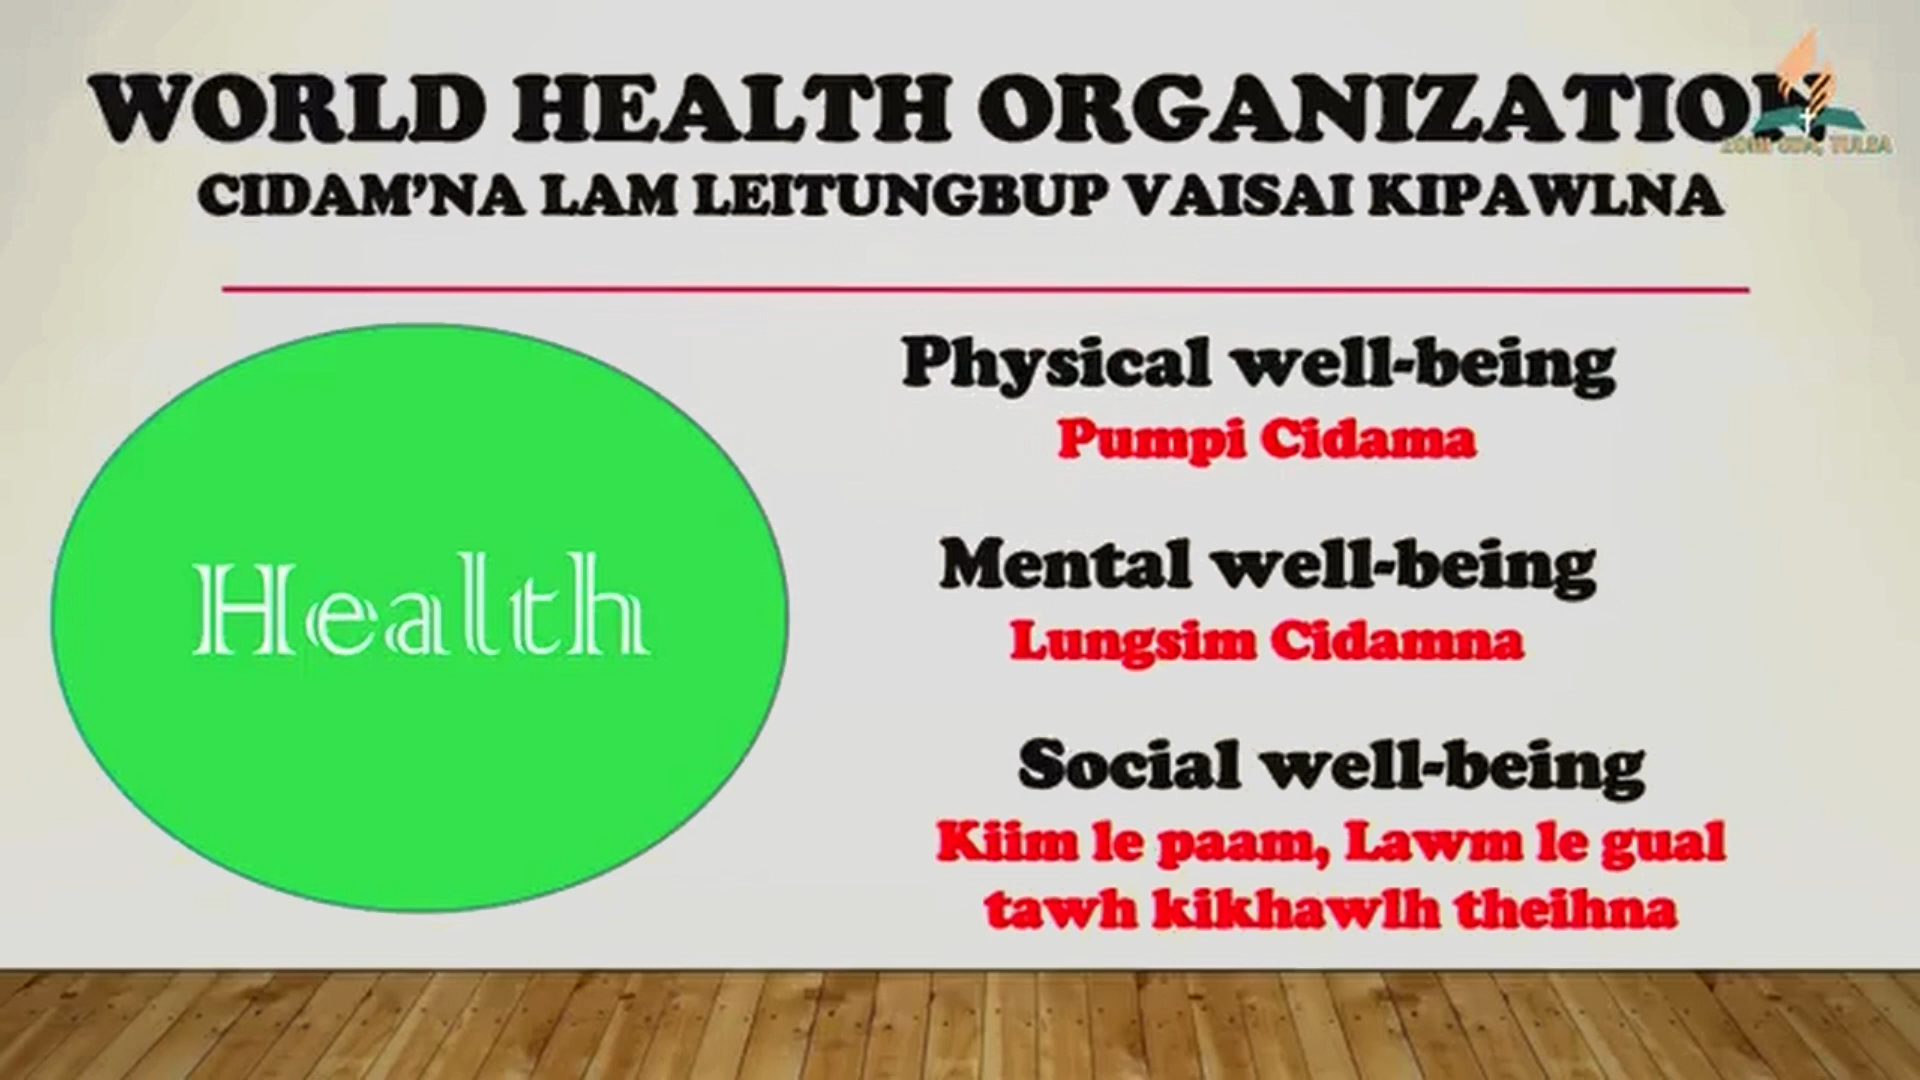 WORLD HEALTH ORGANIZATION
CIDAM’NA LAM LEITUNGBUP VAISAI KIPAWLNA
Health
Physical well-being
Pumpi Cidama
Mental well-being
Lungsim Cidamna
Social well-being
Kiim le paam, Lawm le gual
tawh kikhawlh theihna
TULSA